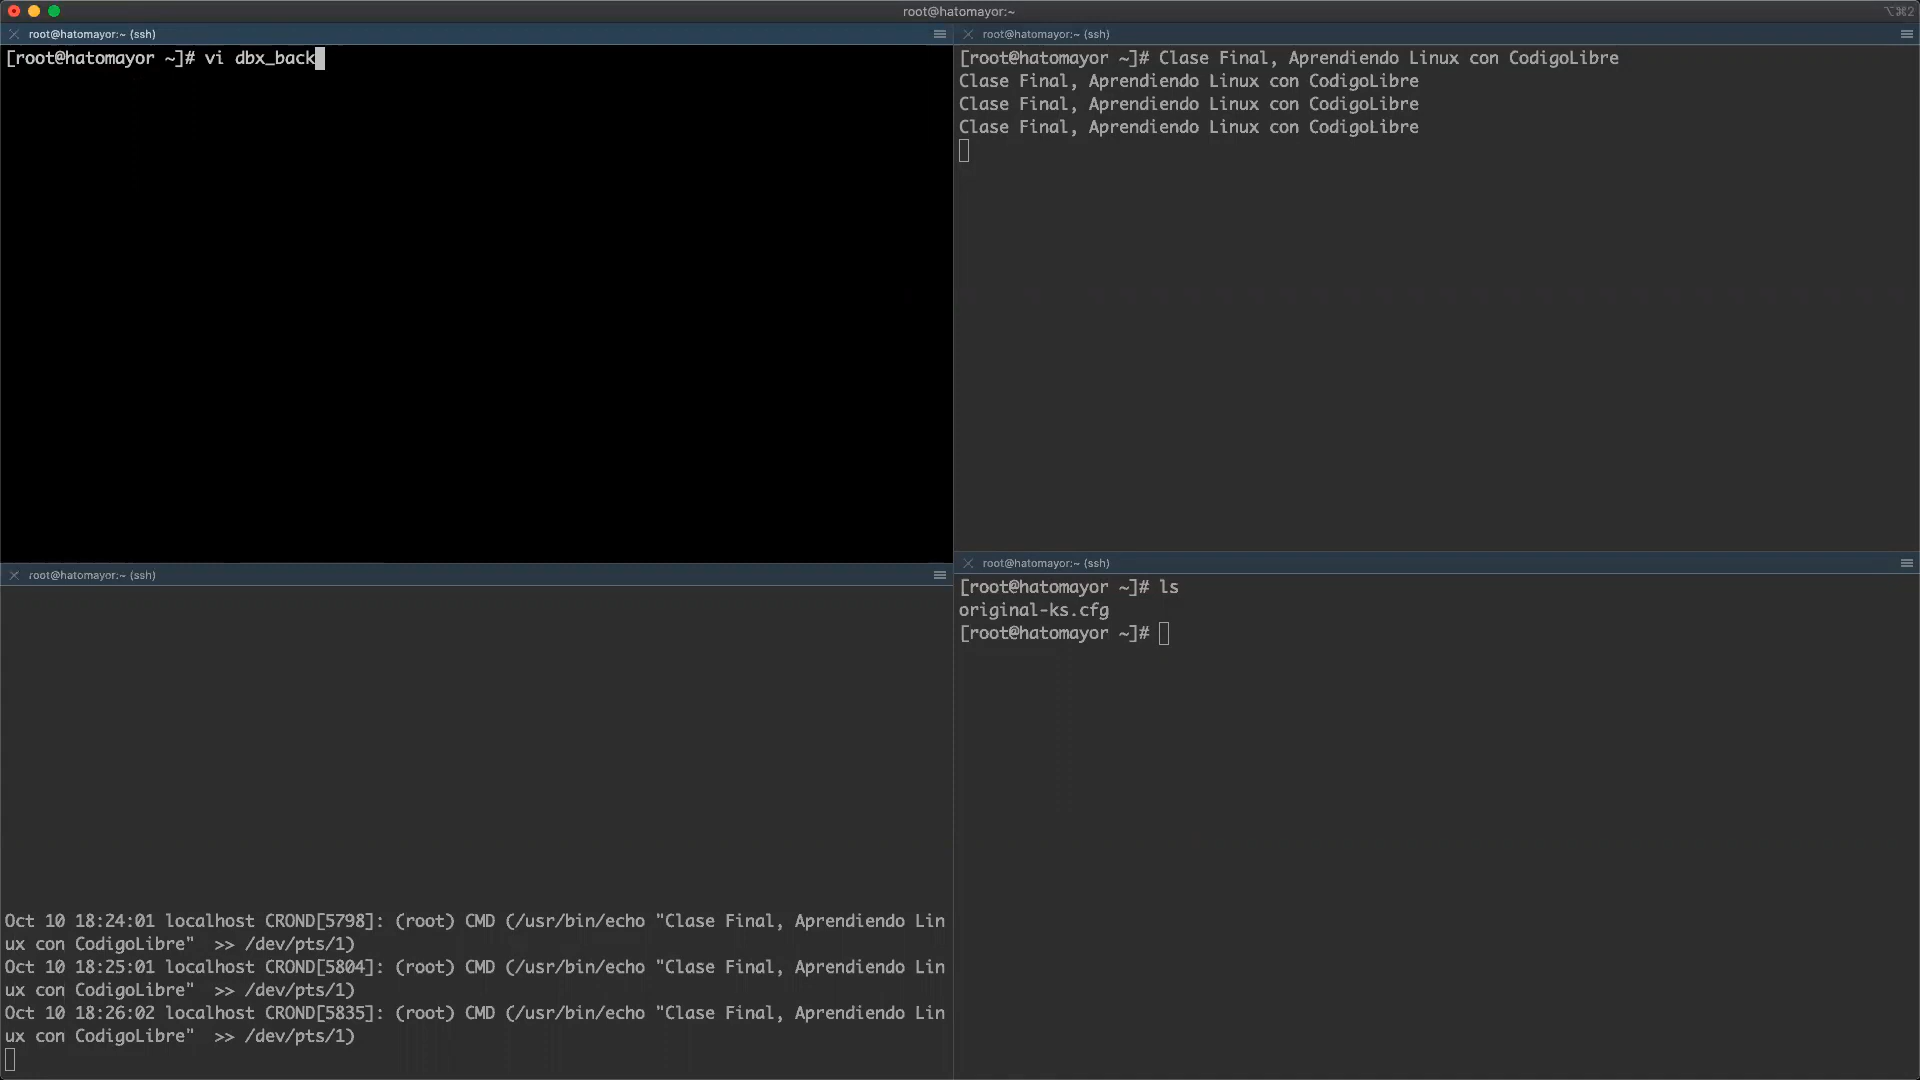 root@hatomayor:~
⌥⌘2
root@hatomayor:~ (ssh)
[root@hatomayor ~]# vi dbx_back
root@hatomayor:~ (ssh)
[root@hatomayor ~]# Clase Final, Aprendiendo Linux con CodigoLibre
Clase Final, Aprendiendo Linux con CodigoLibre
Clase Final, Aprendiendo Linux con CodigoLibre
Clase Final, Aprendiendo Linux con CodigoLibre
root@hatomayor:~ (ssh)
Oct 10 18:24:01 localhost CROND[5798]: (root) CMD (/usr/bin/echo "Clase Final, Aprendiendo Lin
ux con CodigoLibre"  >> /dev/pts/1)
Oct 10 18:25:01 localhost CROND[5804]: (root) CMD (/usr/bin/echo "Clase Final, Aprendiendo Lin
ux con CodigoLibre"  >> /dev/pts/1)
Oct 10 18:26:02 localhost CROND[5835]: (root) CMD (/usr/bin/echo "Clase Final, Aprendiendo Lin
ux con CodigoLibre"  >> /dev/pts/1)
root@hatomayor:~ (ssh)
[root@hatomayor ~]# ls
original-ks.cfg
[root@hatomayor ~]#